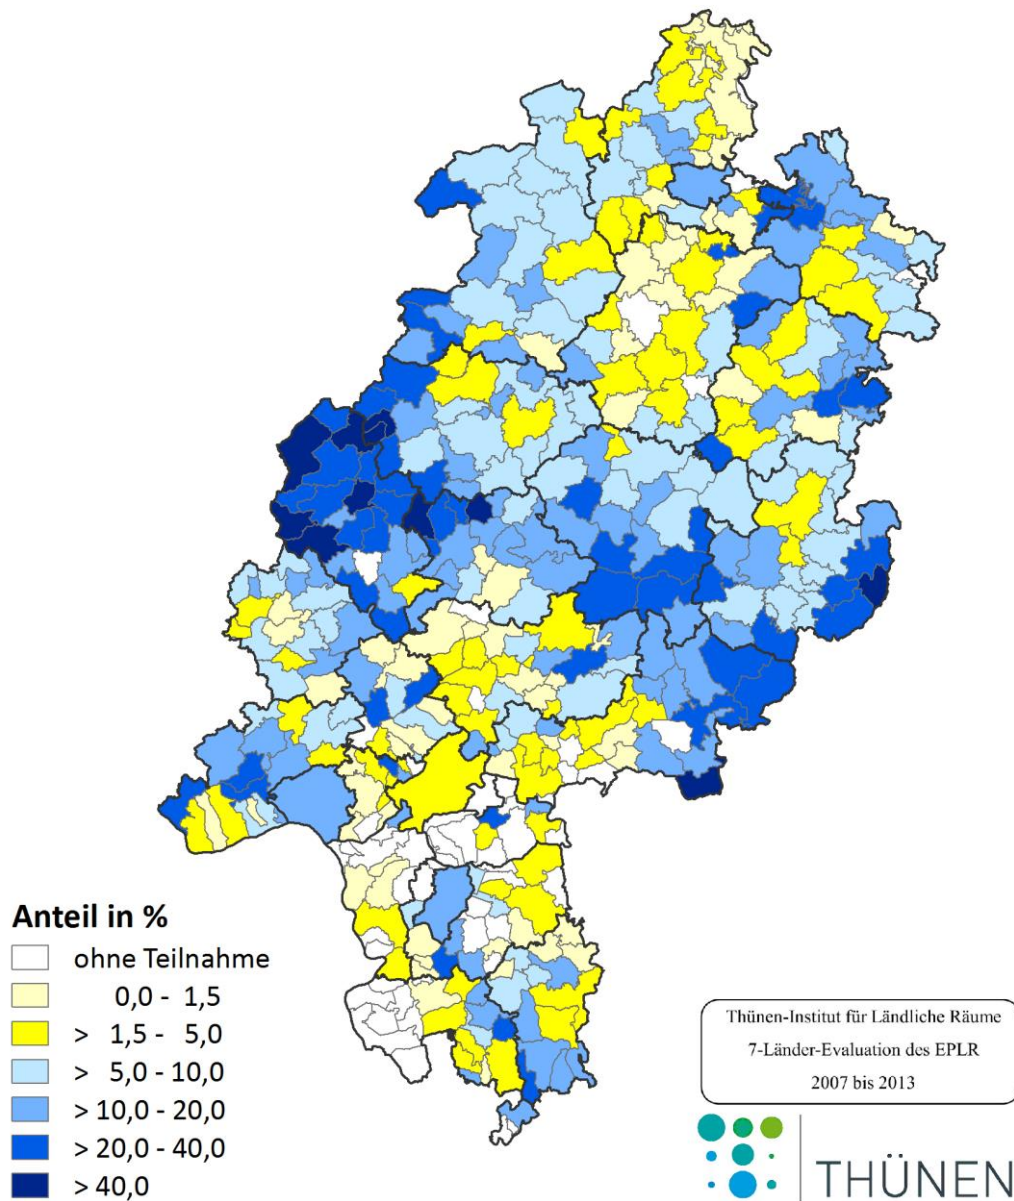 Anteil in %
ohne Teilnahme
0,0 - 1,5
> 1,5 - 5,0
> 5,0 - 10,0
> 10,0 - 20,0
> 20,0 - 40,0
> 40,0
Thünen-Institut für Ländliche Räume
7-Länder-Evaluation des EPLR
2007 bis 2013
THÜNEN